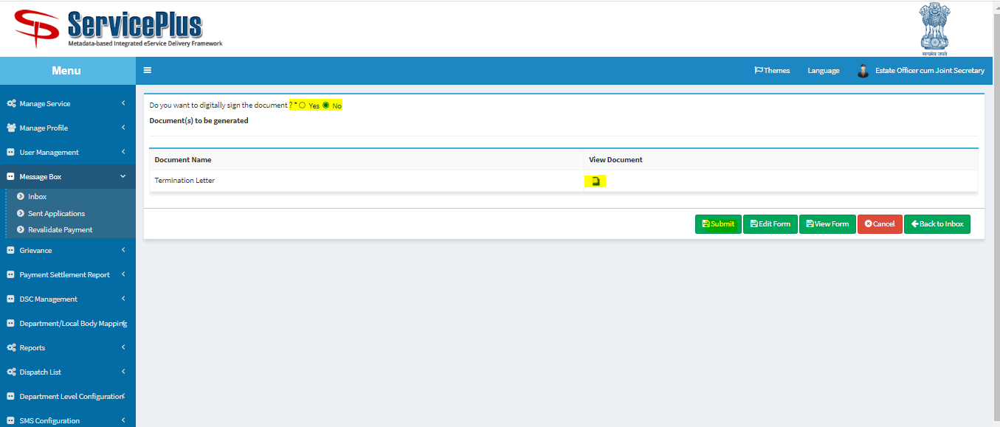 ServicePlus
Metadata-based Integrated eService Delivery Framework
सत्यमेव जयते
Menu
Themes Language Estate Officer cum Joint Secretary
Manage Service
Manage Profile
User Management
Message Box
Inbox
Sent Applications
Revalidate Payment
Grievance
Payment Settlement Report
DSC Management
Department/Local Body Mapping
Reports
Dispatch List
Department Level Configuration
SMS Configuration
Do you want to digitally sign the document ? * Yes No
Document(s) to be generated
Document Name View Document
Termination Letter
Submit Edit Form View Form Cancel Back to Inbox